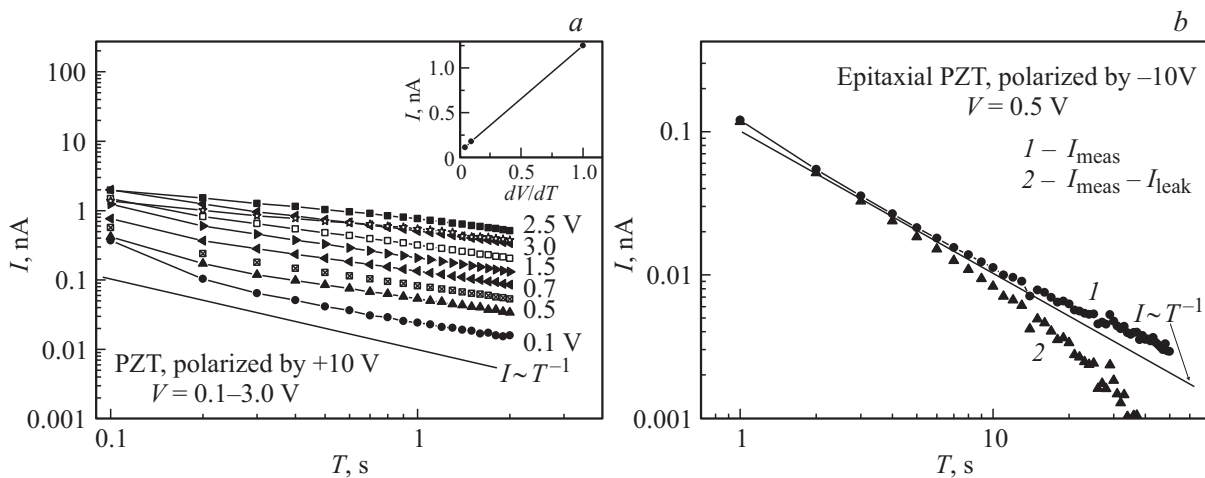 a
100
10
1
0.1
0.01
0.001
I, nA
0.1
1
T, s
1.0
0.5
0
I, nA
0
0.5
1.0
dV/dT
2.5 V
3.0
1.5
0.7
0.5
0.1 V
I ~ T⁻¹
PZT, polarized by +10 V
V = 0.1–3.0 V
b
Epitaxial PZT, polarized by –10V
V = 0.5 V
1 – I_meas
2 – I_meas – I_leak
0.1
0.01
0.001
I, nA
1
I ~ T⁻¹
2
1
10
T, s